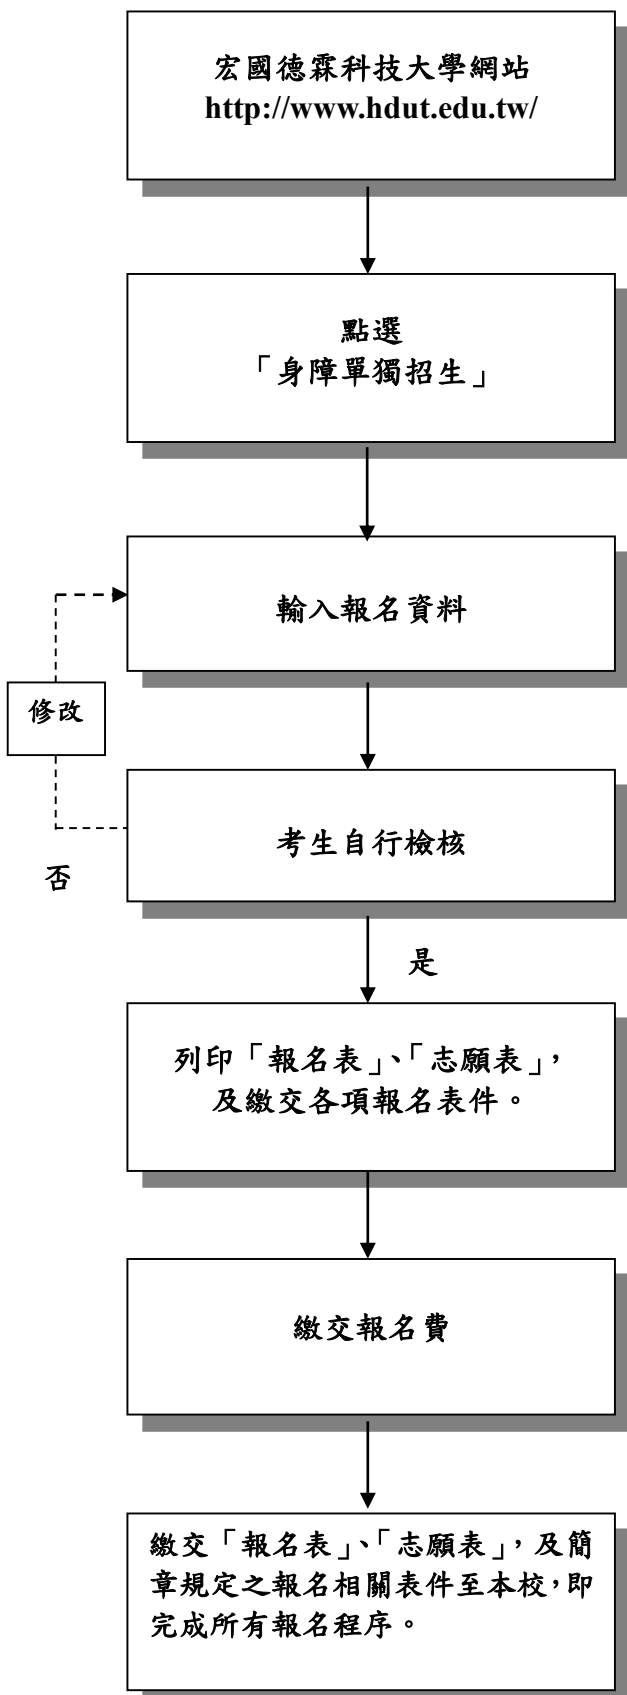 宏國德霖科技大學網站
http://www.hdut.edu.tw/
點選
「身障單獨招生」
輸入報名資料
修改
考生自行檢核
否
是
列印「報名表」、「志願表」，
及繳交各項報名表件。
繳交報名費
繳交「報名表」、「志願表」，及簡
章規定之報名相關表件至本校，即
完成所有報名程序。